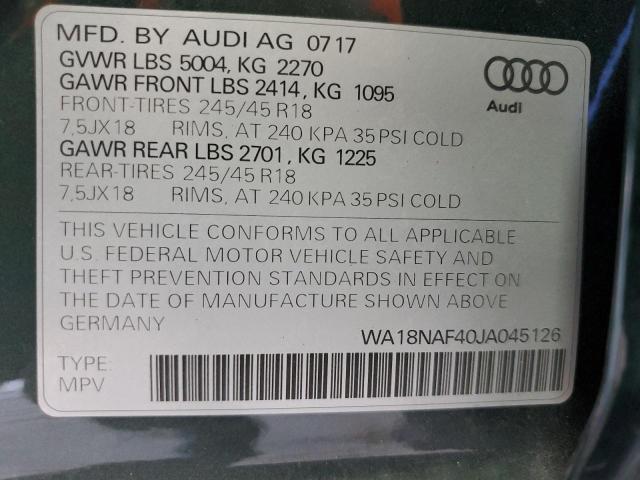 MFD. BY AUDI AG 07 17
GVWR LBS 5004, KG 2270
GAWR FRONT LBS 2414, KG 1095
FRONT-TIRES 245/45 R18
7,5JX18 RIMS, AT 240 KPA 35 PSI COLD
GAWR REAR LBS 2701, KG 1225
REAR-TIRES 245/45 R18
7,5JX18 RIMS, AT 240 KPA 35 PSI COLD
Audi
THIS VEHICLE CONFORMS TO ALL APPLICABLE
U.S. FEDERAL MOTOR VEHICLE SAFETY AND
THEFT PREVENTION STANDARDS IN EFFECT ON
THE DATE OF MANUFACTURE SHOWN ABOVE
GERMANY
WA18NAF40JA045126
TYPE:
MPV